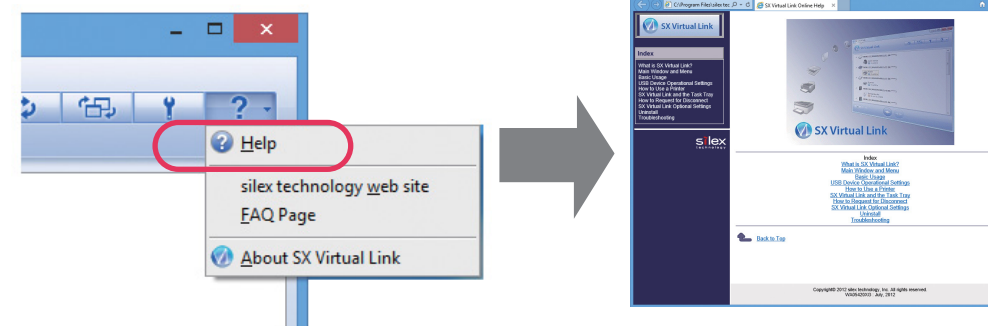 ?
Help
silex technology web site
FAQ Page
About SX Virtual Link
C:\Program Files\silex tec
SX Virtual Link Online Help
SX Virtual Link
Index
What is SX Virtual Link?
Main Window and Menu
Basic Usage
USB Device Operational Settings
How to Use a Printer
SX Virtual Link and the Task Tray
How to Request for Disconnect
SX Virtual Link Optional Settings
Uninstall
Troubleshooting
silex
technology
SX Virtual Link
Index
What is SX Virtual Link?
Main Window and Menu
Basic Usage
USB Device Operational Settings
How to Use a Printer
SX Virtual Link and the Task Tray
How to Request for Disconnect
SX Virtual Link Optional Settings
Uninstall
Troubleshooting
Back to Top
Copyright© 2012 silex technology, Inc. All rights reserved.